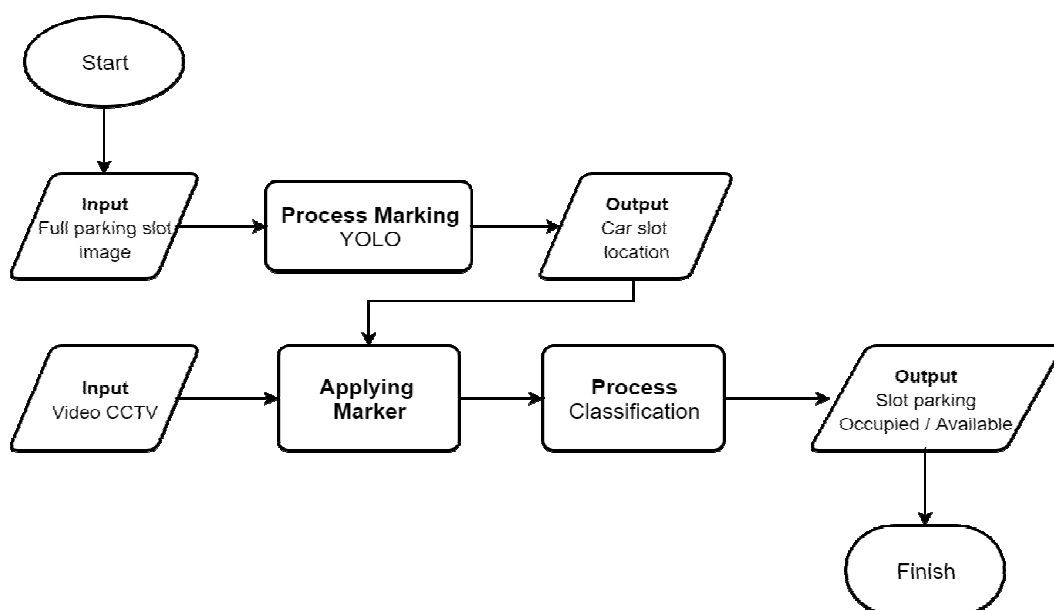 Start
Input
Full parking slot
image
Process Marking
YOLO
Output
Car slot
location
Input
Video CCTV
Applying
Marker
Process
Classification
Output
Slot parking
Occupied / Available
Finish